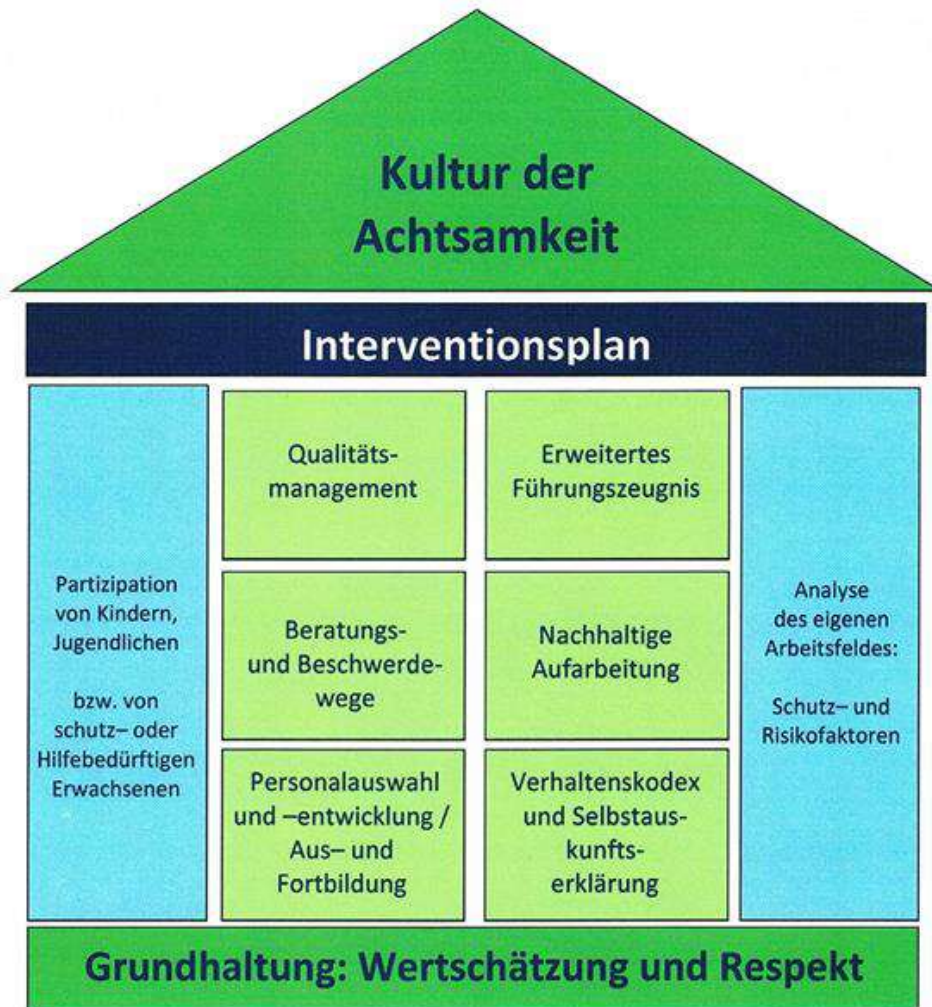 Kultur der
Achtsamkeit
Interventionsplan
Partizipation
von Kindern,
Jugendlichen
bzw. von
schutz– oder
Hilfebedürftigen
Erwachsenen
Qualitäts-
management
Erweitertes
Führungszeugnis
Beratungs-
und Beschwerde-
wege
Nachhaltige
Aufarbeitung
Personalauswahl
und –entwicklung /
Aus– und
Fortbildung
Verhaltenskodex
und Selbstaus-
kunfts-
erklärung
Analyse
des eigenen
Arbeitsfeldes:
Schutz– und
Risikofaktoren
Grundhaltung: Wertschätzung und Respekt